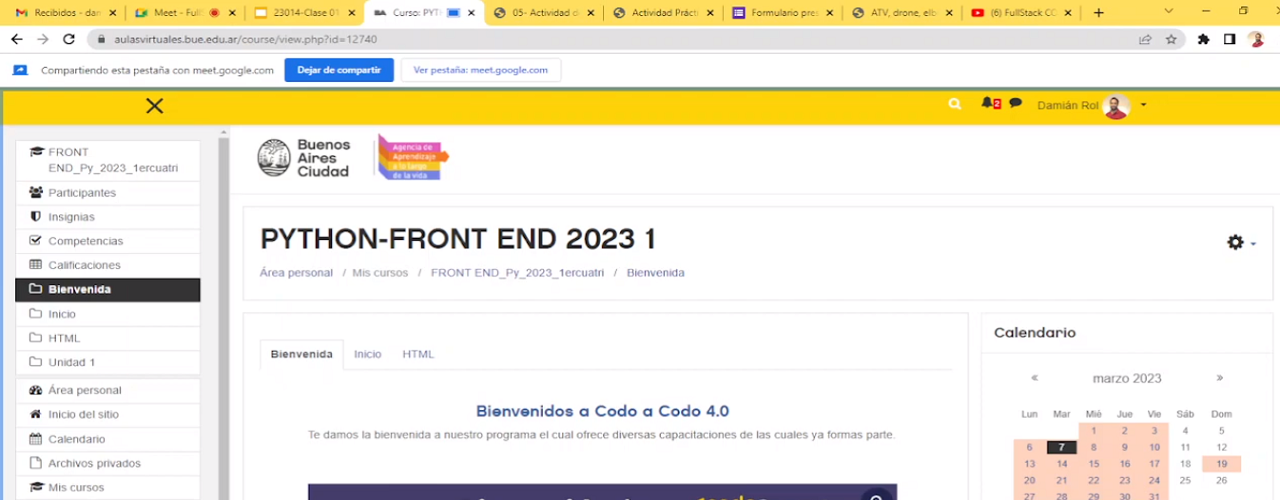 Recibidos - dan
Meet - Full
23014-Clase 01
Curso: PYT
05- Actividad d
Actividad Prácti
Formulario pres
ATV, drone, elb
(6) FullStack CO
aulasvirtuales.bue.edu.ar/course/view.php?id=12740
Compartiendo esta pestaña con meet.google.com
Dejar de compartir
Ver pestaña: meet.google.com
2
Damián Rol
FRONT
END_Py_2023_1ercuatri
Participantes
Insignias
Competencias
Calificaciones
Bienvenida
Inicio
HTML
Unidad 1
Área personal
Inicio del sitio
Calendario
Archivos privados
Mis cursos
Buenos
Aires
Ciudad
Agencia de
Aprendizaje
a lo largo
de la vida
PYTHON-FRONT END 2023 1
Área personal / Mis cursos / FRONT END_Py_2023_1ercuatri / Bienvenida
Bienvenida Inicio HTML
Bienvenidos a Codo a Codo 4.0
Te damos la bienvenida a nuestro programa el cual ofrece diversas capacitaciones de las cuales ya formas parte.
Calendario
« marzo 2023 »
Lun Mar Mié Jue Vie Sáb Dom
1 2 3 4 5
6 7 8 9 10 11 12
13 14 15 16 17 18 19
20 21 22 23 24 25 26
27 28 29 30 31